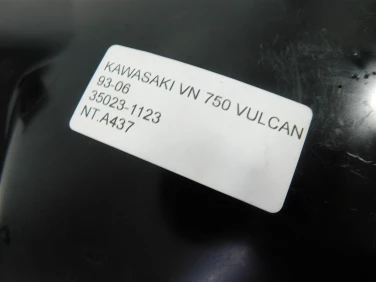 KAWASAKI VN 750 VULCAN
93-06
35023-1123
NT.A437